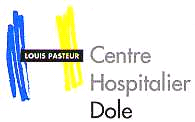 LOUIS PASTEUR
Centre
Hospitalier
Dole